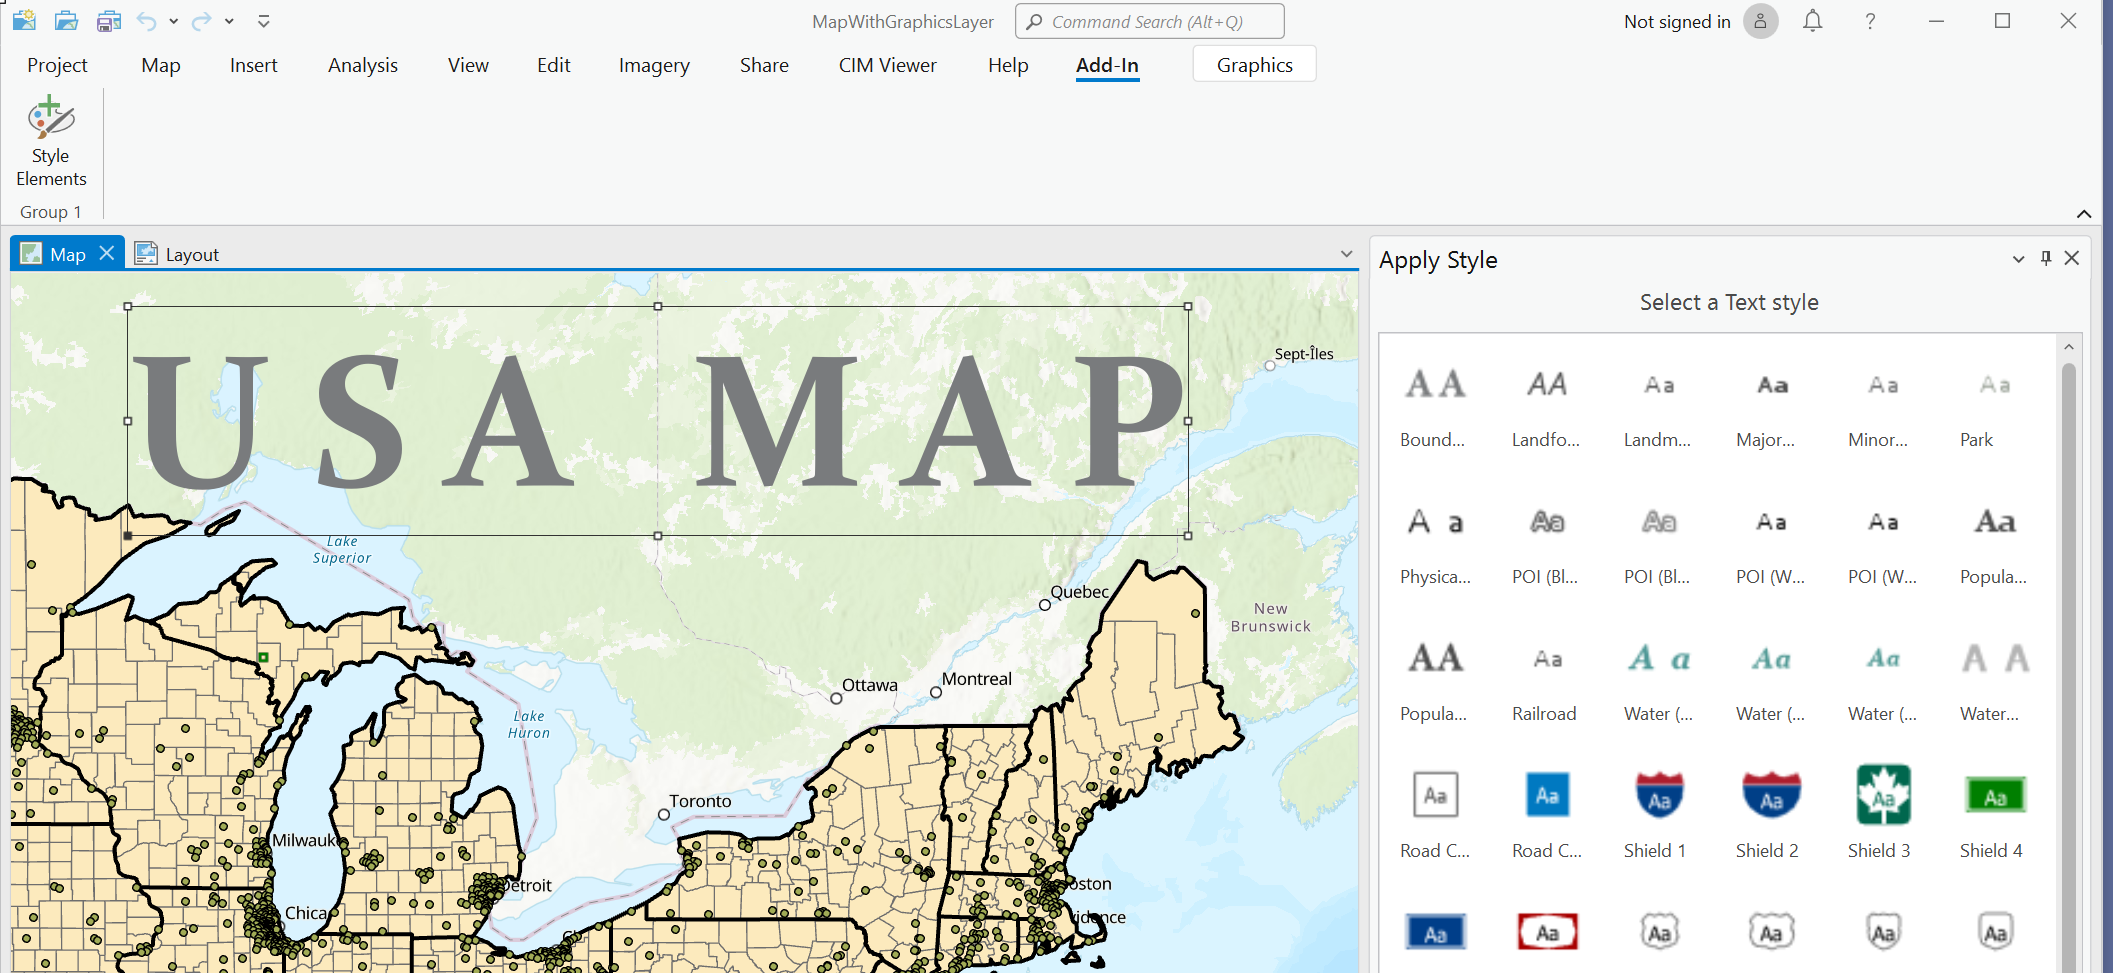 MapWithGraphicsLayer
Command Search (Alt+Q)
Not signed in
?
Project Map Insert Analysis View Edit Imagery Share CIM Viewer Help Add-In Graphics
Style
Elements
Group 1
Map Layout
Apply Style
Select a Text style
USA MAP
Sept-Îles
Lake
Superior
Quebec
New
Brunswick
Ottawa
Montreal
Lake
Huron
Toronto
Milwauk
Detroit
Chica
oston
vidence
AA AA Aa Aa Aa Aa
Bound... Landfo... Landm... Major... Minor... Park
A a Aa Aa Aa Aa Aa
Physica... POI (Bl... POI (Bl... POI (W... POI (W... Popula...
AA Aa A a Aa Aa A A
Popula... Railroad Water (... Water (... Water (... Water...
Aa Aa Aa Aa Aa Aa
Road C... Road C... Shield 1 Shield 2 Shield 3 Shield 4
Aa Aa Aa Aa Aa Aa